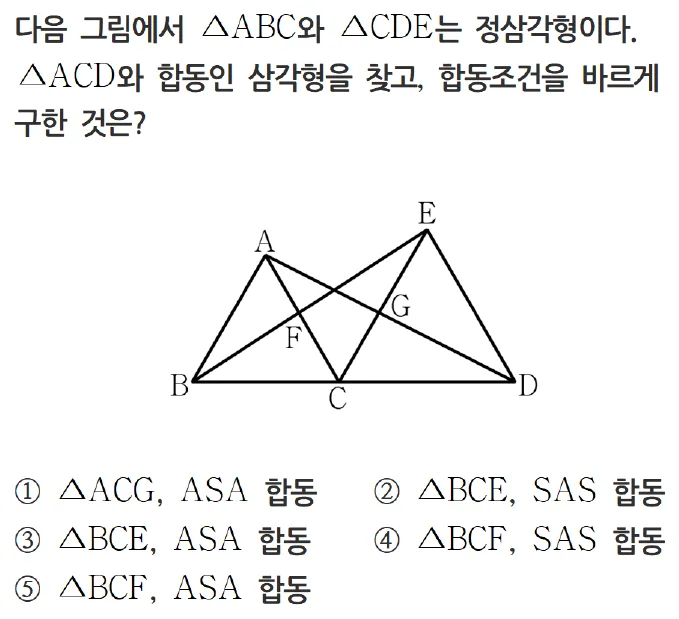 다음 그림에서 △ABC와 △CDE는 정삼각형이다.
△ACD와 합동인 삼각형을 찾고, 합동조건을 바르게
구한 것은?
E
A
G
F
B
C
D
① △ACG, ASA 합동 ② △BCE, SAS 합동
③ △BCE, ASA 합동 ④ △BCF, SAS 합동
⑤ △BCF, ASA 합동